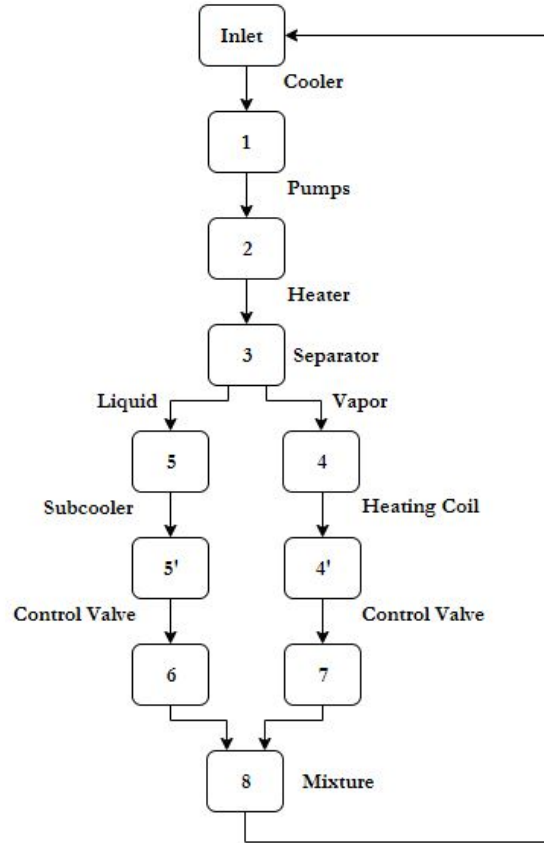 Inlet
Cooler
1
Pumps
2
Heater
3 Separator
Liquid Vapor
5 4
Subcooler Heating Coil
5' 4'
Control Valve Control Valve
6 7
8 Mixture